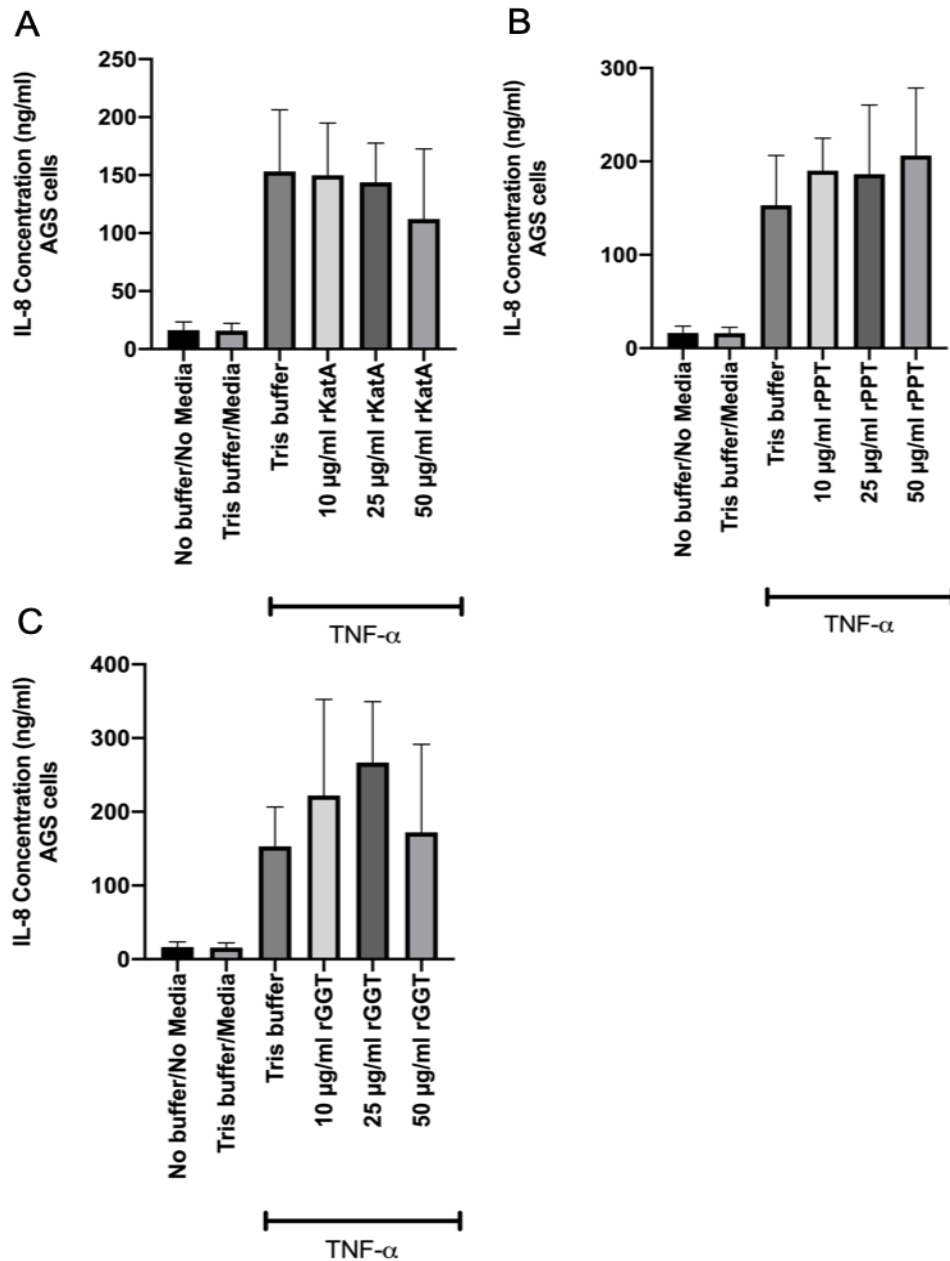 A
IL-8 Concentration (ng/ml)
AGS cells
250
200
150
100
50
0
No buffer/No Media
Tris buffer/Media
Tris buffer
10 µg/ml rKatA
25 µg/ml rKatA
50 µg/ml rKatA
TNF-α
B
IL-8 Concentration (ng/ml)
AGS cells
300
200
100
0
No buffer/No Media
Tris buffer/Media
Tris buffer
10 µg/ml rPPT
25 µg/ml rPPT
50 µg/ml rPPT
TNF-α
C
IL-8 Concentration (ng/ml)
AGS cells
400
300
200
100
0
No buffer/No Media
Tris buffer/Media
Tris buffer
10 µg/ml rGGT
25 µg/ml rGGT
50 µg/ml rGGT
TNF-α